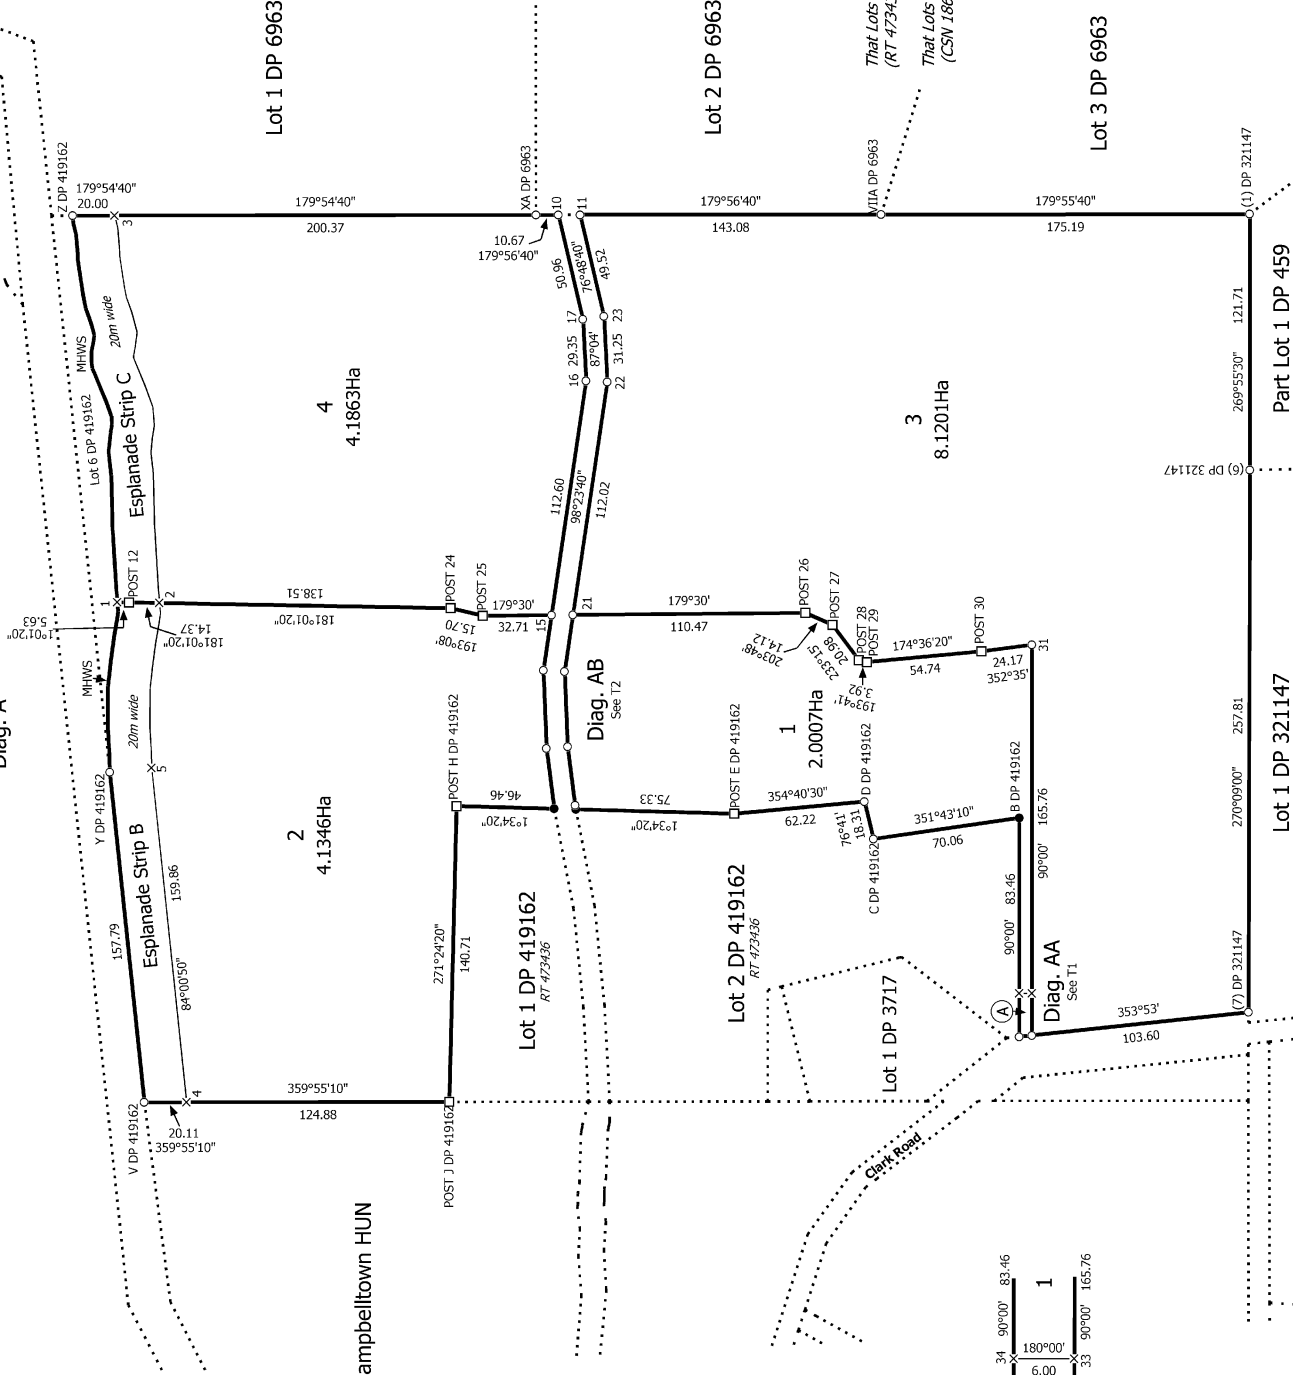 Lot 1 DP 6963
Lot 2 DP 6963
Lot 3 DP 6963
That Lots
(RT 4734
That Lots
(CSN 186
Z DP 419162
179°54'40"
20.00
3
179°54'40"
200.37
XA DP 6963
10
11
10.67
179°56'40"
179°56'40"
143.08
VIIA DP 6963
179°55'40"
175.19
(1) DP 321147
50.96
76°48'40"
49.52
17
23
29.35
87°04'
31.25
16
22
112.60
98°23'40"
112.02
MHWS
20m wide
Lot 6 DP 419162
Esplanade Strip C
4
4.1863Ha
3
8.1201Ha
121.71
269°55'30"
Part Lot 1 DP 459
(6) DP 321147
1
POST 12
2
5.63
1°01'20"
14.37
181°01'20"
138.51
181°01'20"
POST 24
15.70
193°08'
POST 25
179°30'
32.71
15
21
179°30'
110.47
POST 26
14.12
203°48'
POST 27
20.98
233°15'
POST 28
POST 29
3.92
193°41'
174°36'20"
54.74
POST 30
24.17
352°35'
31
Diag. A
MHWS
20m wide
5
Y DP 419162
Esplanade Strip B
157.79
159.86
84°00'50"
2
4.1346Ha
POST H DP 419162
46.46
1°34'20"
Diag. AB
See T2
75.33
1°34'20"
POST E DP 419162
1
2.0007Ha
354°40'30"
62.22
D DP 419162
76°41'
18.31
C DP 419162
351°43'10"
70.06
B DP 419162
83.46
90°00'
165.76
90°00'
257.81
270°09'00"
Lot 1 DP 321147
271°24'20"
140.71
Lot 1 DP 419162
RT 473436
Lot 2 DP 419162
RT 473436
Lot 1 DP 3717
A
Diag. AA
See T1
(7) DP 321147
353°53'
103.60
V DP 419162
4
20.11
359°55'10"
359°55'10"
124.88
POST J DP 419162
Clark Road
ampbelltown HUN
83.46
90°00'
34
1
165.76
90°00'
33
180°00'
6.00